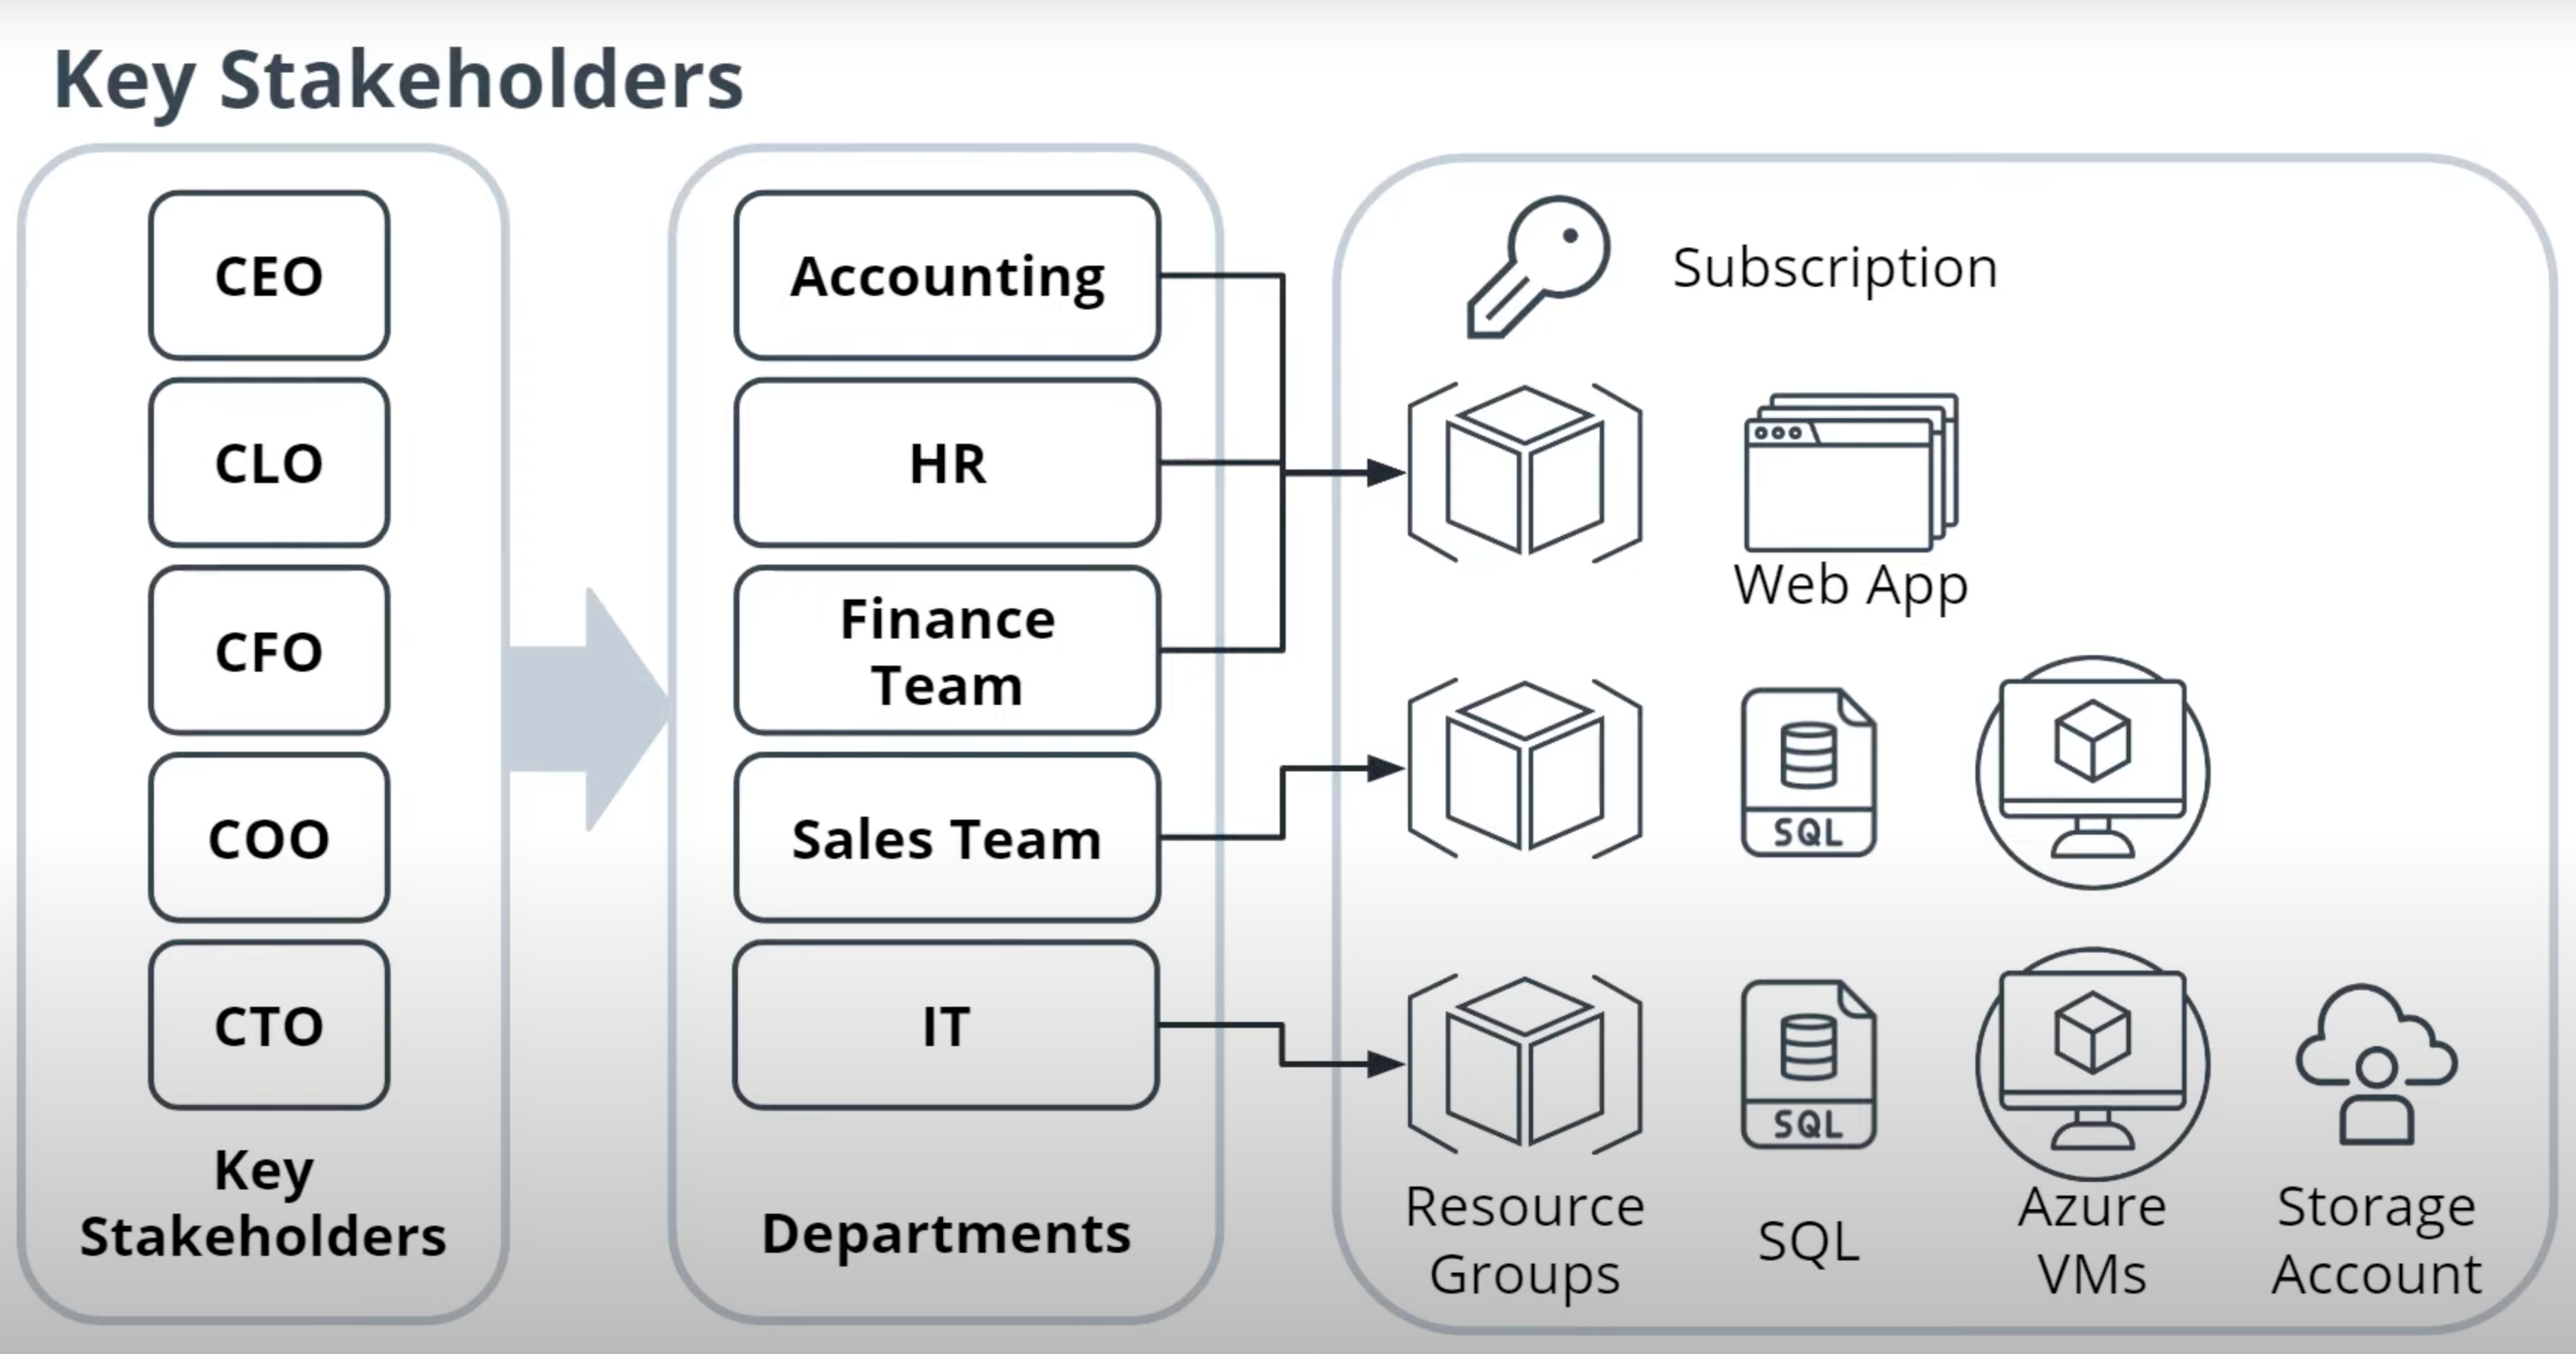 Key Stakeholders
CEO
CLO
CFO
COO
CTO
Key
Stakeholders
Accounting
HR
Finance
Team
Sales Team
IT
Departments
Subscription
Web App
SQL
SQL
Resource
Groups
SQL
Azure
VMs
Storage
Account